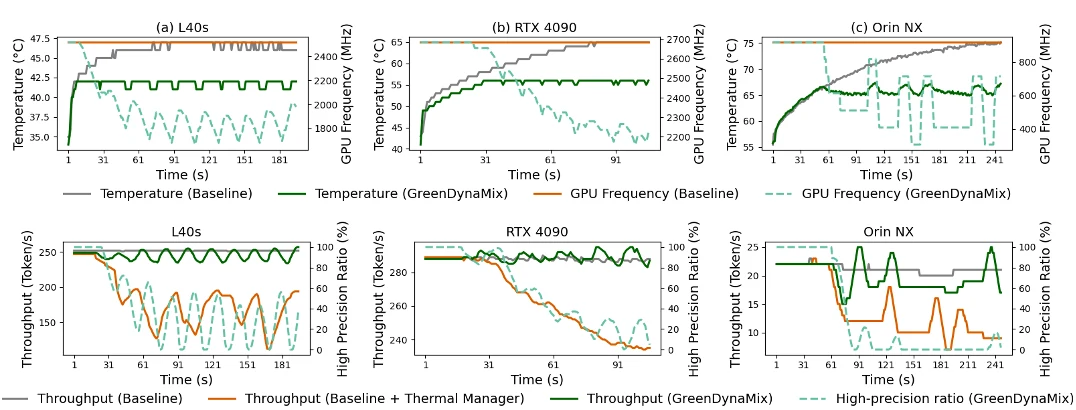 (a) L40s
(b) RTX 4090
(c) Orin NX
Temperature (°C)
47.5
45.0
42.5
40.0
37.5
35.0
2400
2200
2000
1800
GPU Frequency (MHz)
1 31 61 91 121 151 181
Time (s)
Temperature (°C)
65
60
55
50
45
40
2700
2600
2500
2400
2300
2200
GPU Frequency (MHz)
1 31 61 91
Time (s)
Temperature (°C)
75
70
65
60
55
800
600
400
GPU Frequency (MHz)
1 31 61 91 121 151 181 211 241
Time (s)
Temperature (Baseline) Temperature (GreenDynaMix) GPU Frequency (Baseline) GPU Frequency (GreenDynaMix)
L40s
RTX 4090
Orin NX
Throughput (Token/s)
250
200
150
100
80
60
40
20
0
High Precision Ratio (%)
1 31 61 91 121 151 181
Time (s)
Throughput (Token/s)
280
260
240
100
80
60
40
20
0
High Precision Ratio (%)
1 31 61 91
Time (s)
Throughput (Token/s)
25
20
15
10
100
80
60
40
20
0
High Precision Ratio (%)
1 31 61 91 121 151 181 211 241
Time (s)
Throughput (Baseline) Throughput (Baseline + Thermal Manager) Throughput (GreenDynaMix) High-precision ratio (GreenDynaMix)